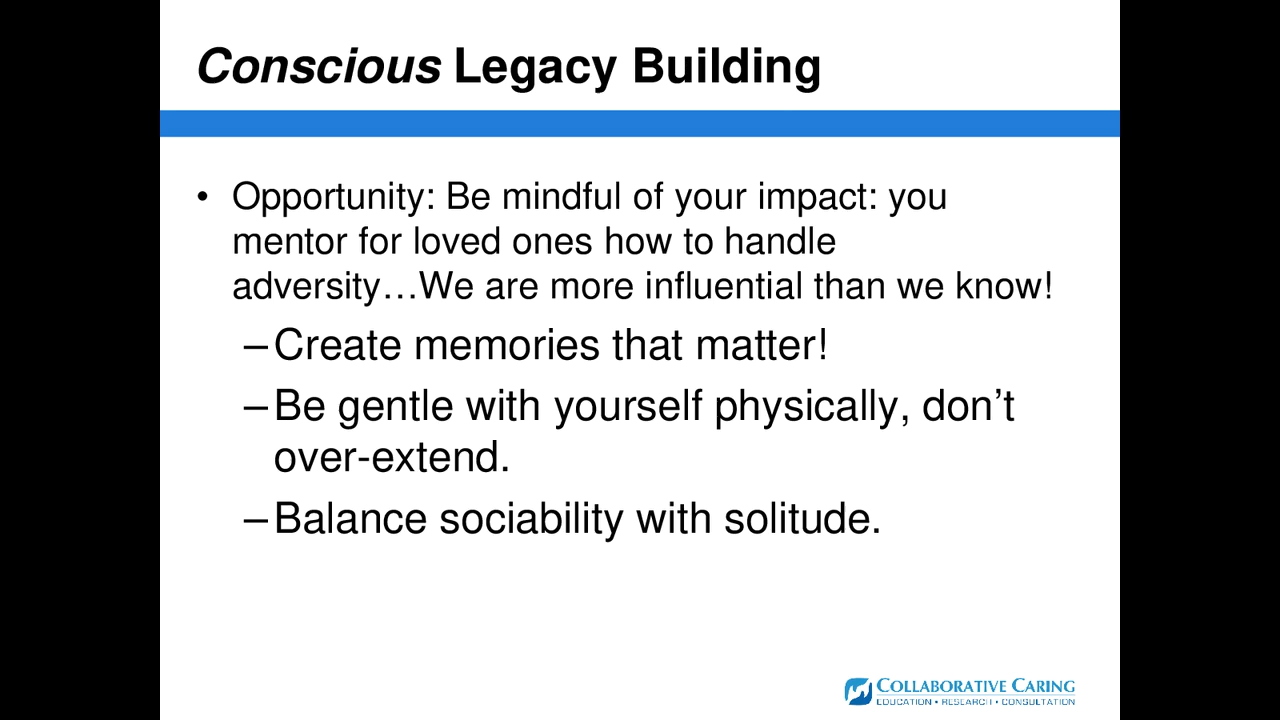 Conscious Legacy Building
• Opportunity: Be mindful of your impact: you
mentor for loved ones how to handle
adversity…We are more influential than we know!
–Create memories that matter!
–Be gentle with yourself physically, don’t
over-extend.
–Balance sociability with solitude.
COLLABORATIVE CARING
EDUCATION • RESEARCH • CONSULTATION